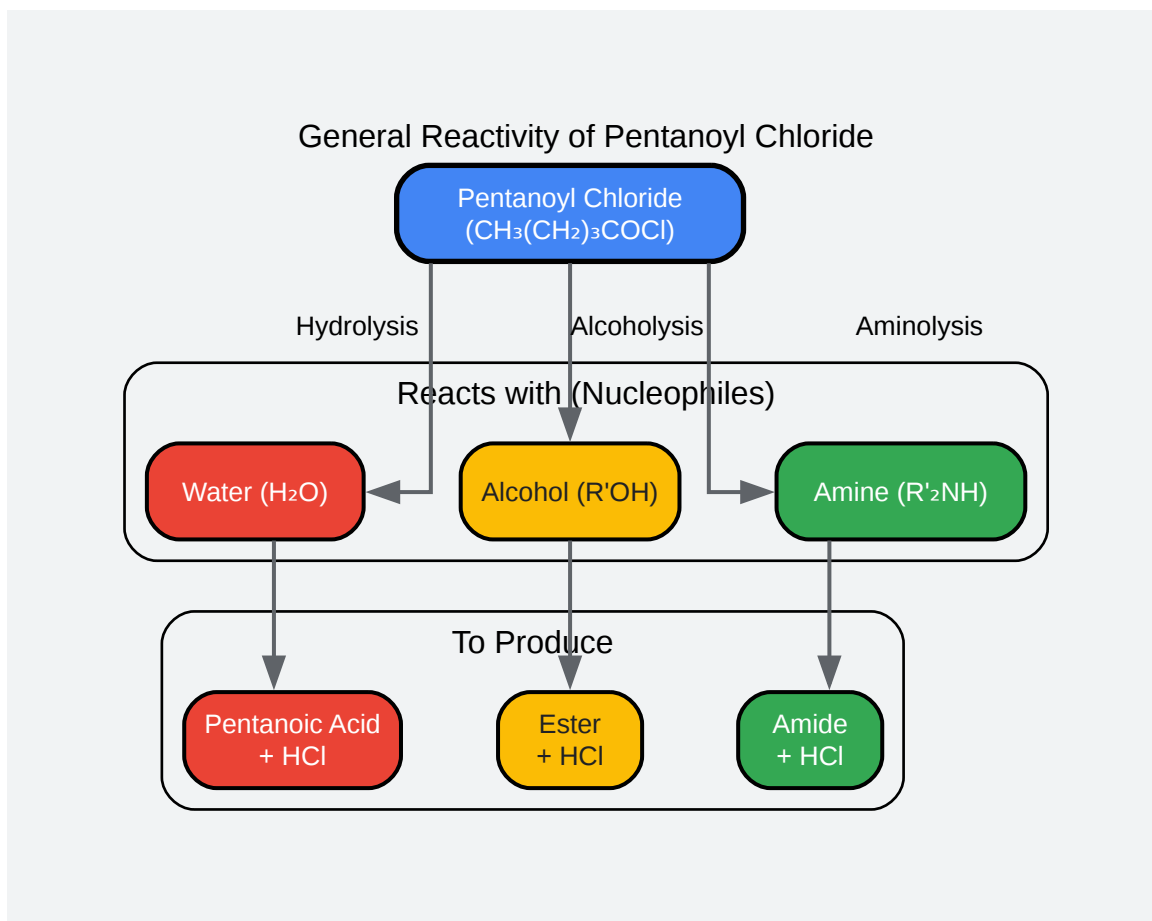 General Reactivity of Pentanoyl Chloride
Pentanoyl Chloride
(CH₃(CH₂)₃COCl)
Hydrolysis
Alcoholysis
Aminolysis
Reacts with (Nucleophiles)
Water (H₂O)
Alcohol (R'OH)
Amine (R'₂NH)
To Produce
Pentanoic Acid
+ HCl
Ester
+ HCl
Amide
+ HCl